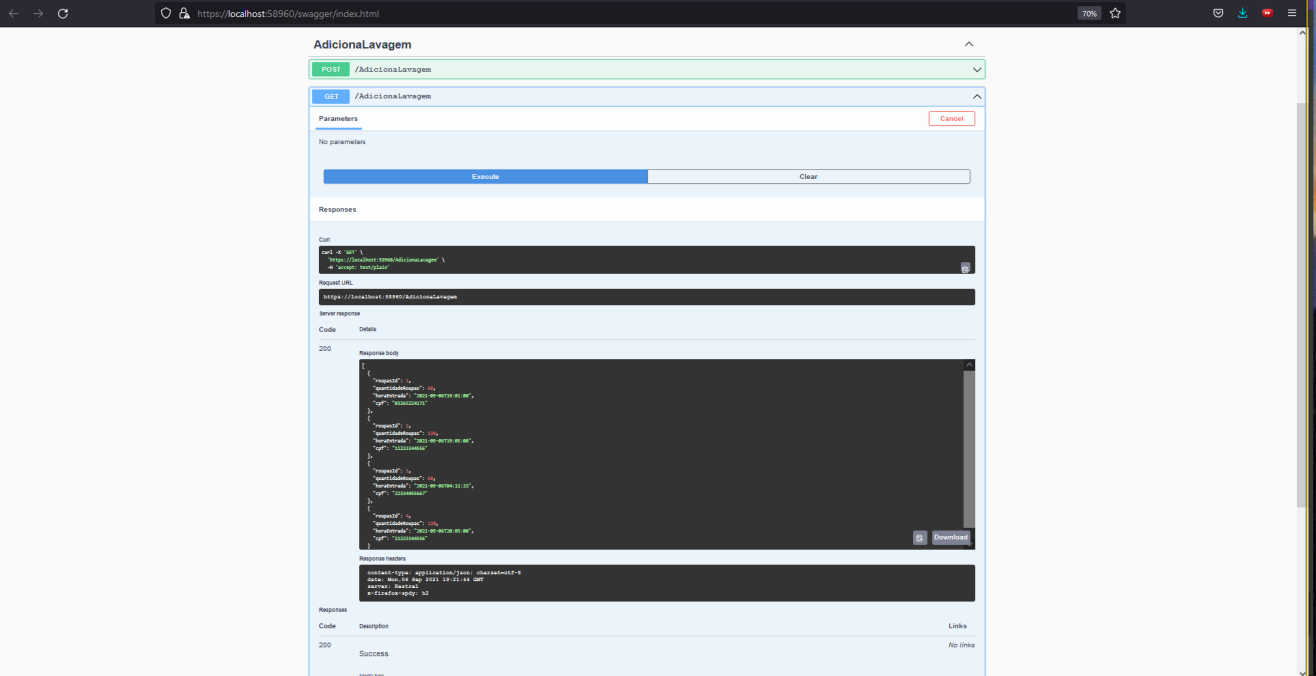 https://localhost:58960/swagger/index.html
70%
AdicionaLavagem
POST /AdicionaLavagem
GET /AdicionaLavagem
Parameters
Cancel
No parameters
Execute
Clear
Responses
Curl
curl -X 'GET' \
'https://localhost:58960/AdicionaLavagem' \
-H 'accept: text/plain'
Request URL
https://localhost:58960/AdicionaLavagem
Server response
Code Details
200
Response body
[
{
"roupasId": 1,
"quantidadeRoupas":
"horaEntrada": "2021-09-06T19:01:00",
"cpf":
},
{
"roupasId": 2,
"quantidadeRoupas": 120,
"horaEntrada": "2021-09-06T19:05:00",
"cpf": "11223344556"
},
{
"roupasId":
"quantidadeRoupas":
"horaEntrada": "2021-09-06T04:11:33",
"cpf":
},
{
"roupasId": 4,
"quantidadeRoupas": 120,
"horaEntrada": "2021-09-06T20:05:00",
"cpf": "11223344556"
}
Download
Response headers
content-type: application/json; charset=utf-8
date: Mon,06 Sep 2021 19:21:44 GMT
server: Kestrel
x-firefox-spdy: h2
Responses
Code Description Links
200
Success
No links